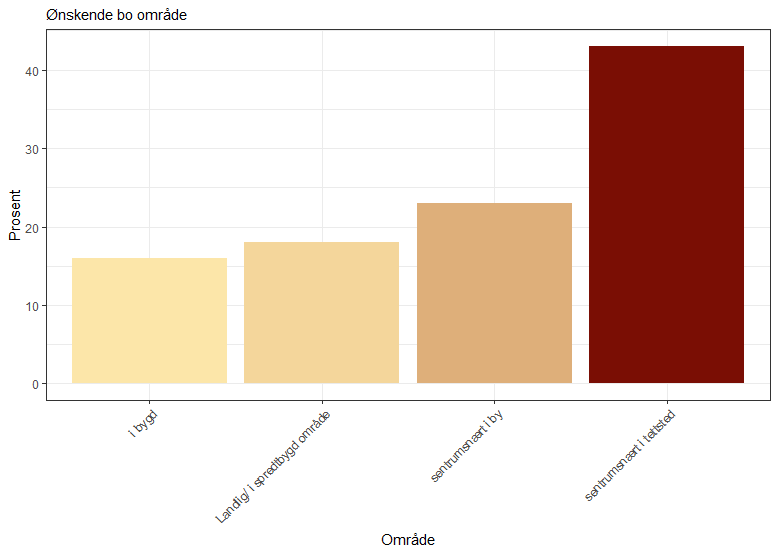 Ønskende bo område
Prosent
40
30
20
10
0
i bygd
Landlig/ i spredtbygd område
sentrumsnært i by
sentrumsnært i tettsted
Område